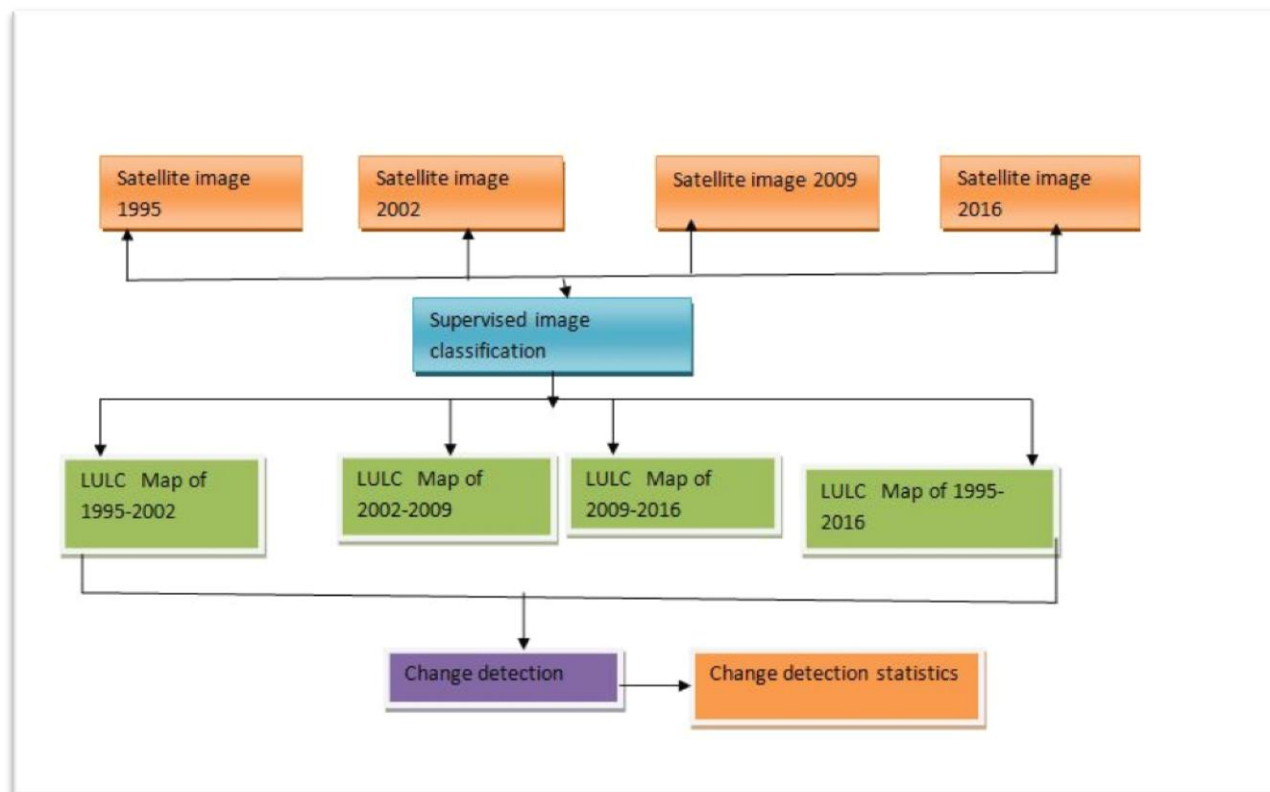 Satellite image
1995
Satellite image
2002
Satellite image 2009
Satellite image
2016
Supervised image
classification
LULC Map of
1995-2002
LULC Map of
2002-2009
LULC Map of
2009-2016
LULC Map of 1995-
2016
Change detection
Change detection statistics